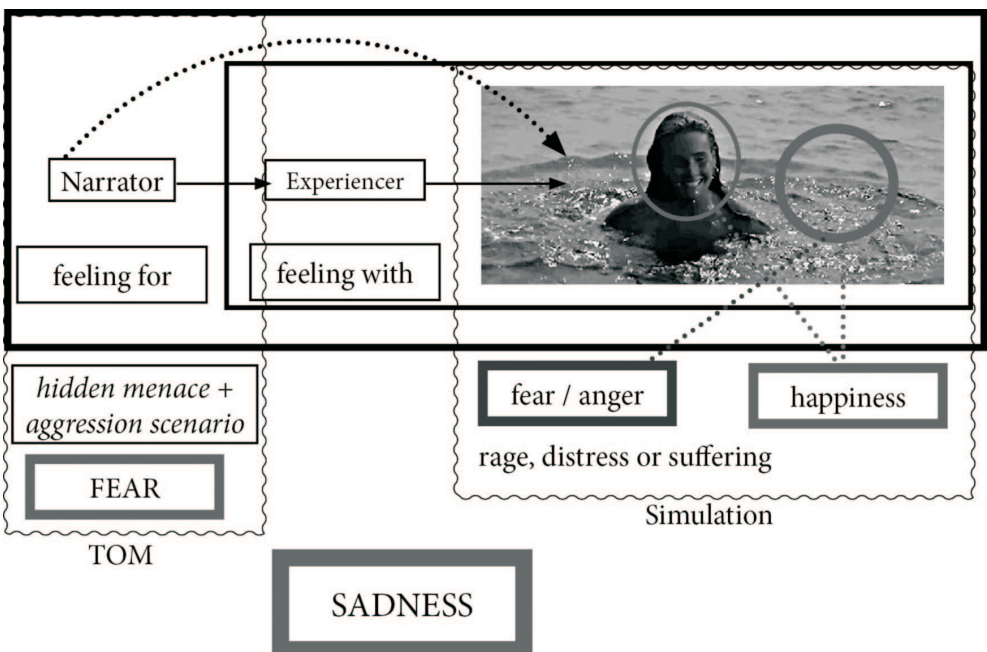 Narrator
Experiencer
feeling for
feeling with
hidden menace +
aggression scenario
FEAR
TOM
fear / anger
happiness
rage, distress or suffering
Simulation
SADNESS